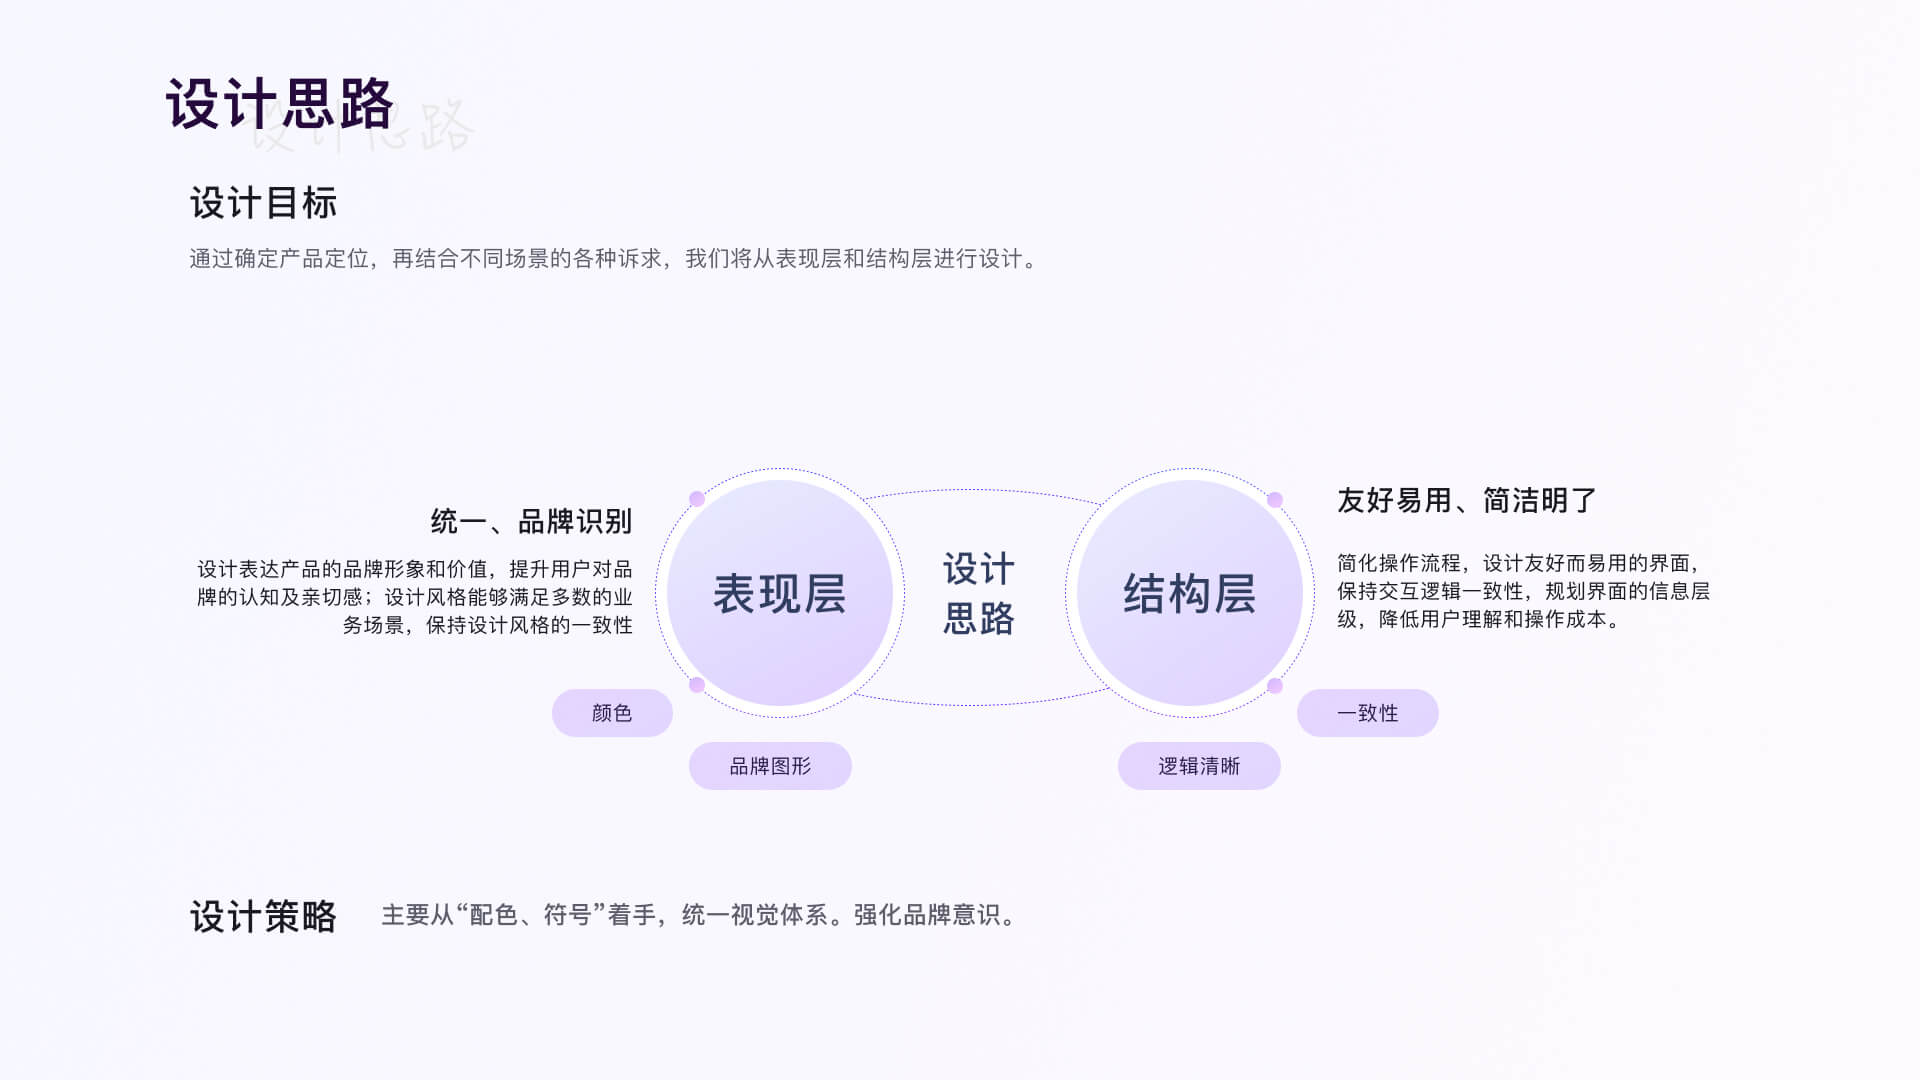 设计思路
设计思路
设计目标
通过确定产品定位，再结合不同场景的各种诉求，我们将从表现层和结构层进行设计。
统一、品牌识别
设计表达产品的品牌形象和价值，提升用户对品
牌的认知及亲切感；设计风格能够满足多数的业
务场景，保持设计风格的一致性
颜色
品牌图形
表现层
设计
思路
结构层
友好易用、简洁明了
简化操作流程，设计友好而易用的界面，
保持交互逻辑一致性，规划界面的信息层
级，降低用户理解和操作成本。
一致性
逻辑清晰
设计策略
主要从“配色、符号”着手，统一视觉体系。强化品牌意识。